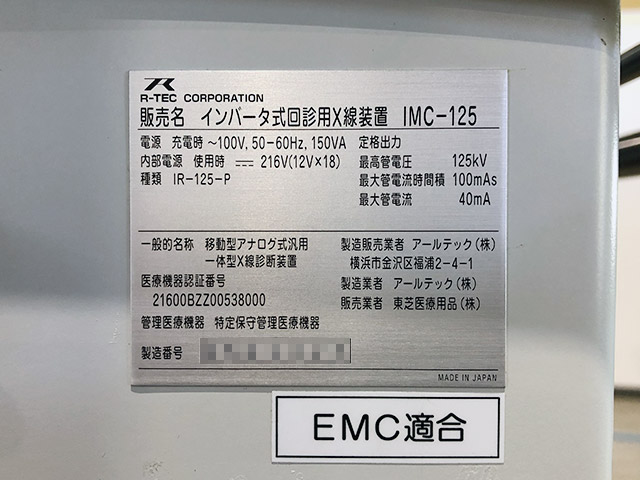 R-TEC CORPORATION
販売名 インバータ式回診用X線装置 IMC-125
電源 充電時 ~100V, 50-60Hz, 150VA
内部電源 使用時 ⎓ 216V(12V×18)
種類 IR-125-P
定格出力
最高管電圧 125kV
最大管電流時間積 100mAs
最大管電流 40mA
一般的名称 移動型アナログ式汎用
一体型X線診断装置
医療機器認証番号
21600BZZ00538000
管理医療機器 特定保守管理医療機器
製造番号
製造販売業者 アールテック(株)
横浜市金沢区福浦2-4-1
製造業者 アールテック(株)
販売業者 東芝医療用品(株)
MADE IN JAPAN
EMC適合